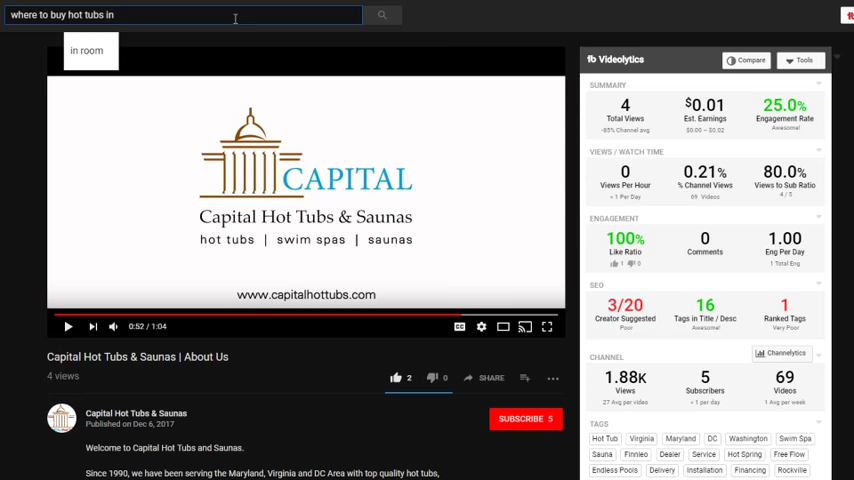 where to buy hot tubs in
in room
CAPITAL
Capital Hot Tubs & Saunas
hot tubs | swim spas | saunas
www.capitalhottubs.com
0:52 / 1:04
CC
Capital Hot Tubs & Saunas | About Us
4 views
2
0
SHARE
Capital Hot Tubs & Saunas
Published on Dec 6, 2017
SUBSCRIBE 5
Welcome to Capital Hot Tubs and Saunas.
Since 1990, we have been serving the Maryland, Virginia and DC Area with top quality hot tubs,
tb Videolytics
Compare
Tools
SUMMARY
4 $0.01 25.0%
Total Views Est. Earnings Engagement Rate
-85% Channel avg $0.00 – $0.02 Awesome!
VIEWS / WATCH TIME
0 0.21% 80.0%
Views Per Hour % Channel Views Views to Sub Ratio
< 1 Per Day 69 Videos 4 / 5
ENGAGEMENT
100% 0 1.00
Like Ratio Comments Eng Per Day
1 0 1 Total Eng
SEO
3/20 16 1
Creator Suggested Tags in Title / Desc Ranked Tags
Poor Awesome! Very Poor
CHANNEL
Channelytics
1.88K 5 69
Views Subscribers Videos
27 Avg per video < 1 per day 1 Avg per week
TAGS
Hot Tub Virginia Maryland DC Washington Swim Spa
Sauna Finnleo Dealer Service Hot Spring Free Flow
Endless Pools Delivery Installation Financing Rockville